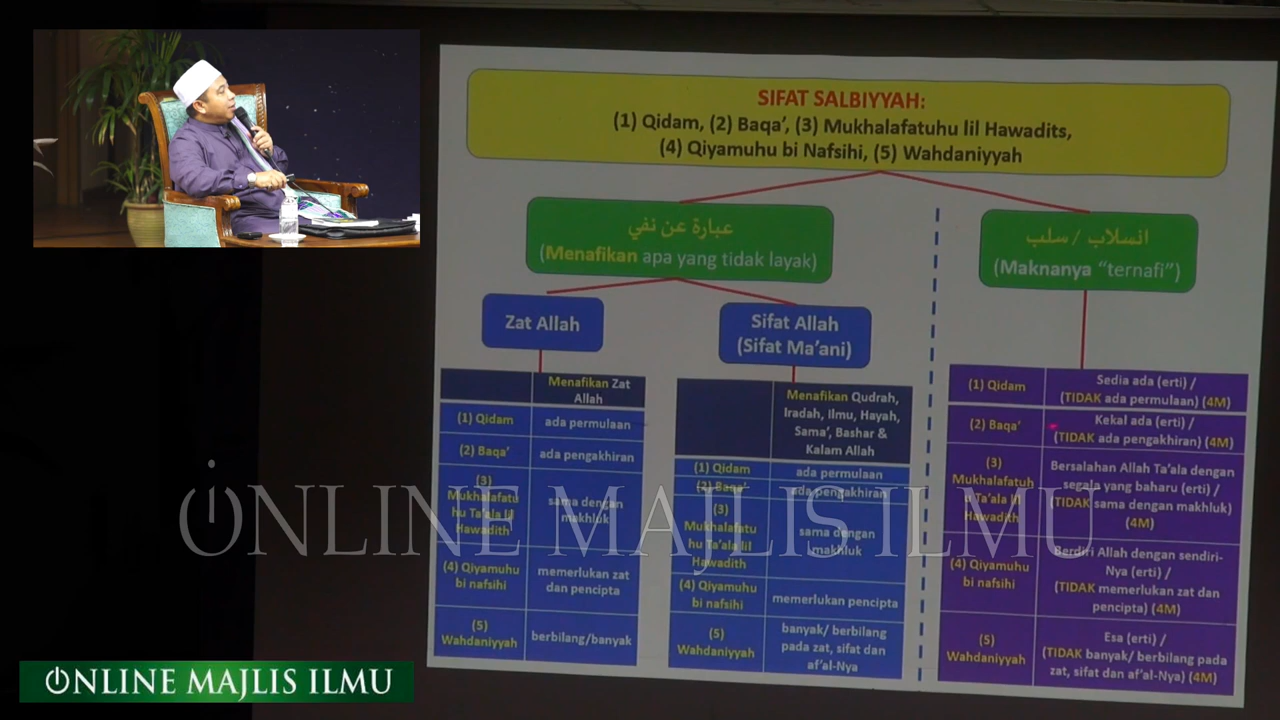 SIFAT SALBIYYAH:
(1) Qidam, (2) Baqa’, (3) Mukhalafatuhu lil Hawadits,
(4) Qiyamuhu bi Nafsihi, (5) Wahdaniyyah
عبارة عن نفي
(Menafikan apa yang tidak layak)
انسلاب / سلب
(Maknanya “ternafi”)
Zat Allah
Sifat Allah
(Sifat Ma’ani)
Menafikan Zat
Allah
(1) Qidam
ada permulaan
(2) Baqa’
ada pengakhiran
(3)
Mukhalafatu
hu Ta’ala lil
Hawadith
sama dengan
makhluk
(4) Qiyamuhu
bi nafsihi
memerlukan zat
dan pencipta
(5)
Wahdaniyyah
berbilang/banyak
Menafikan Qudrah,
Iradah, Ilmu, Hayah,
Sama’, Bashar &
Kalam Allah
(1) Qidam
ada permulaan
(2) Baqa’
ada pengakhiran
(3)
Mukhalafatu
hu Ta’ala lil
Hawadith
sama dengan
makhluk
(4) Qiyamuhu
bi nafsihi
memerlukan pencipta
(5)
Wahdaniyyah
banyak/ berbilang
pada zat, sifat dan
af’al-Nya
(1) Qidam
Sedia ada (erti) /
(TIDAK ada permulaan) (4M)
(2) Baqa’
Kekal ada (erti) /
(TIDAK ada pengakhiran) (4M)
(3)
Mukhalafatuh
u Ta’ala lil
Hawadith
Bersalahan Allah Ta’ala dengan
segala yang baharu (erti) /
(TIDAK sama dengan makhluk)
(4M)
(4) Qiyamuhu
bi nafsihi
Berdiri Allah dengan sendiri-
Nya (erti) /
(TIDAK memerlukan zat dan
pencipta) (4M)
(5)
Wahdaniyyah
Esa (erti) /
(TIDAK banyak/ berbilang pada
zat, sifat dan af’al-Nya) (4M)
ONLINE MAJLIS ILMU
ONLINE MAJLIS ILMU